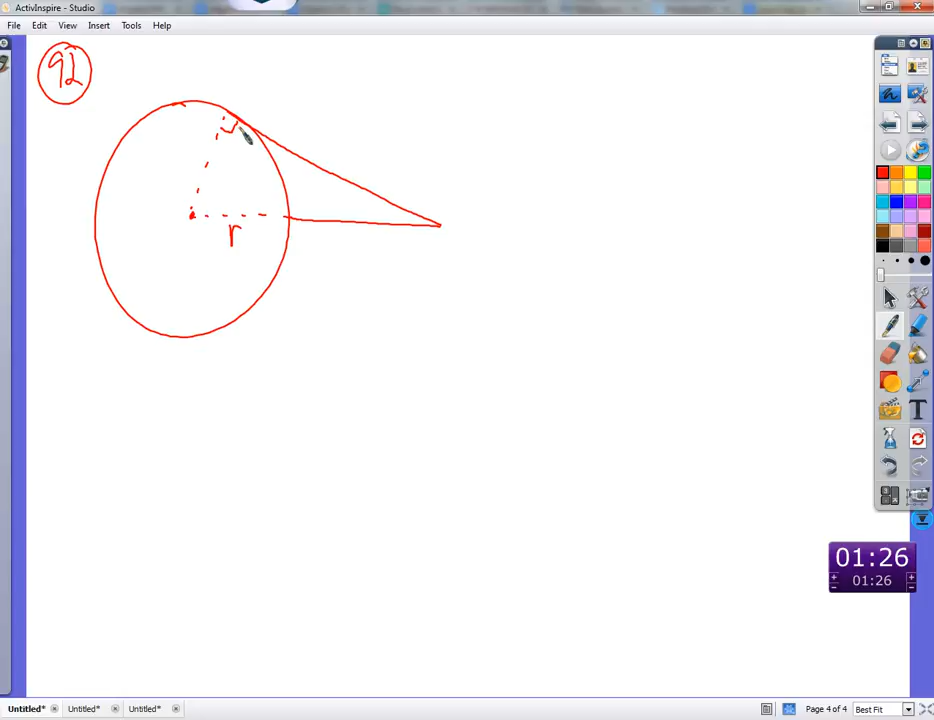 ActivInspire - Studio
File Edit View Insert Tools Help
92
r
01:26
01:26
Untitled* Untitled* Untitled* Page 4 of 4 Best Fit